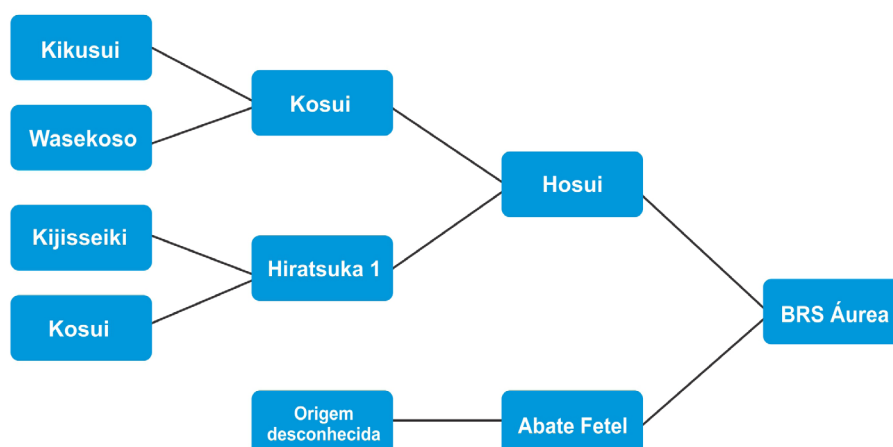 Kikusui
Wasekoso
Kosui
Kijisseiki
Kosui
Hiratsuka 1
Hosui
Origem
desconhecida
Abate Fetel
BRS Áurea